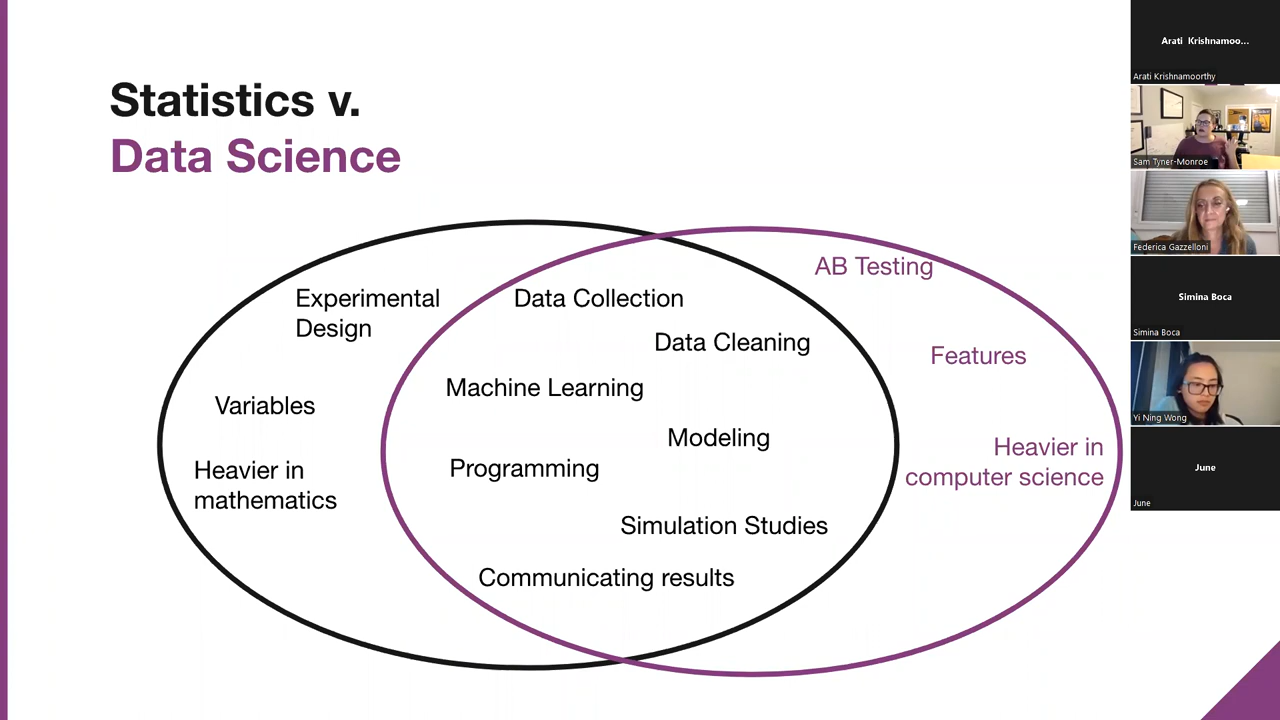 Statistics v.
Data Science
Experimental
Design
Variables
Heavier in
mathematics
Data Collection
Data Cleaning
Machine Learning
Modeling
Programming
Simulation Studies
Communicating results
AB Testing
Features
Heavier in
computer science
Arati Krishnamoo...
Arati Krishnamoorthy
Sam Tyner-Monroe
Federica Gazzelloni
Simina Boca
Simina Boca
Yi Ning Wong
June
June